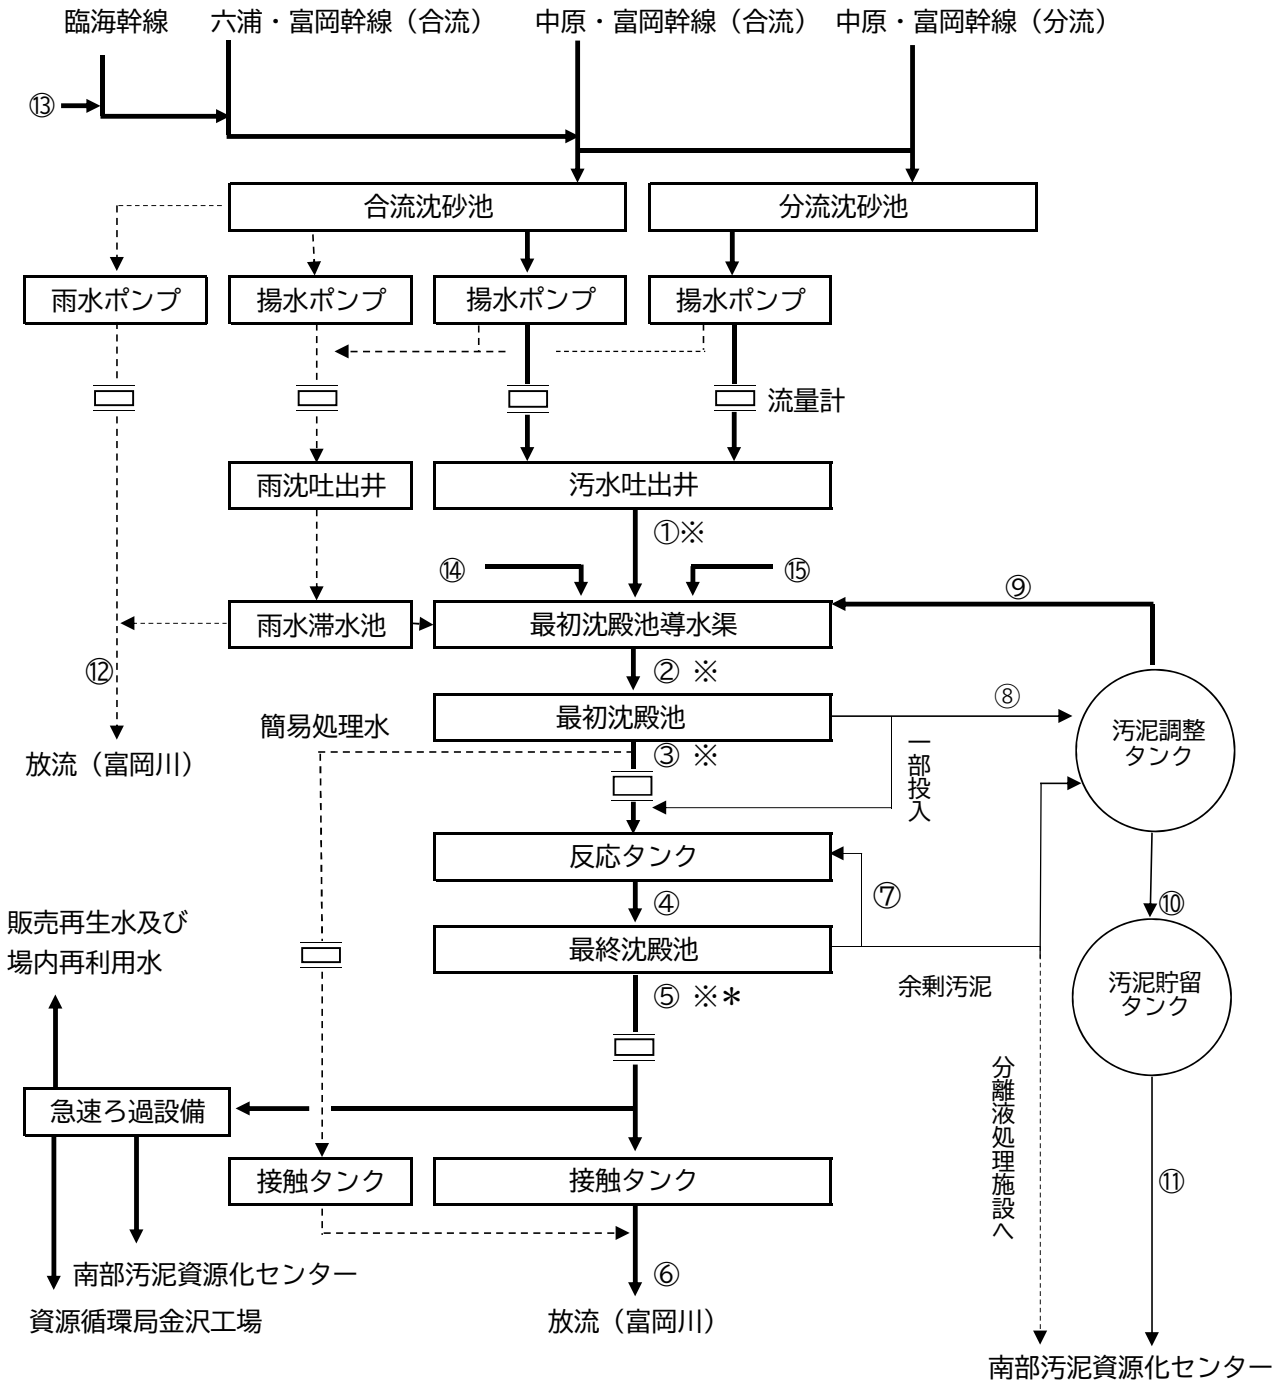 臨海幹線
六浦・富岡幹線（合流）
中原・富岡幹線（合流）
中原・富岡幹線（分流）
⑬
合流沈砂池
分流沈砂池
雨水ポンプ
揚水ポンプ
揚水ポンプ
揚水ポンプ
流量計
雨沈吐出井
汚水吐出井
①※
⑭
⑮
⑨
雨水滞水池
最初沈殿池導水渠
⑫
② ※
⑧
最初沈殿池
汚泥調整
タンク
簡易処理水
③ ※
一部投入
放流（富岡川）
反応タンク
⑦
④
⑩
販売再生水及び
場内再利用水
最終沈殿池
余剰汚泥
汚泥貯留
タンク
⑤ ※＊
分離液処理施設へ
急速ろ過設備
接触タンク
接触タンク
⑪
南部汚泥資源化センター
⑥
資源循環局金沢工場
放流（富岡川）
南部汚泥資源化センター